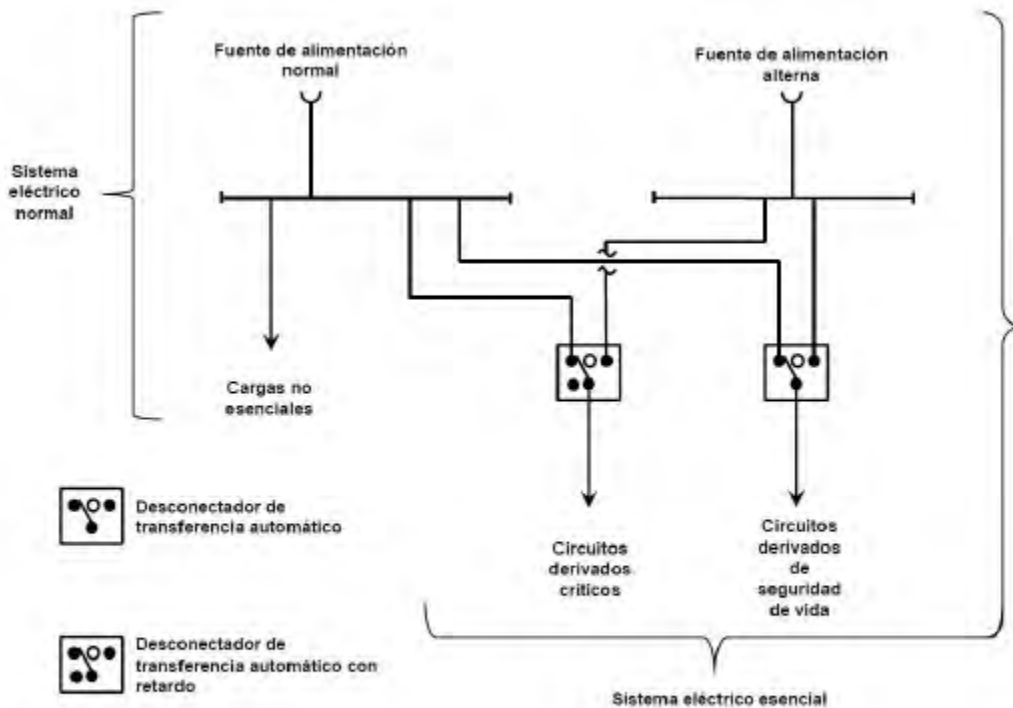 Fuente de alimentación
normal
Fuente de alimentación
alterna
Sistema
eléctrico
normal
Cargas no
esenciales
Desconectador de
transferencia automático
Circuitos
derivados
criticos
Circuitos
derivados
de
seguridad
de vida
Desconectador de
transferencia automático con
retardo
Sistema eléctrico esencial